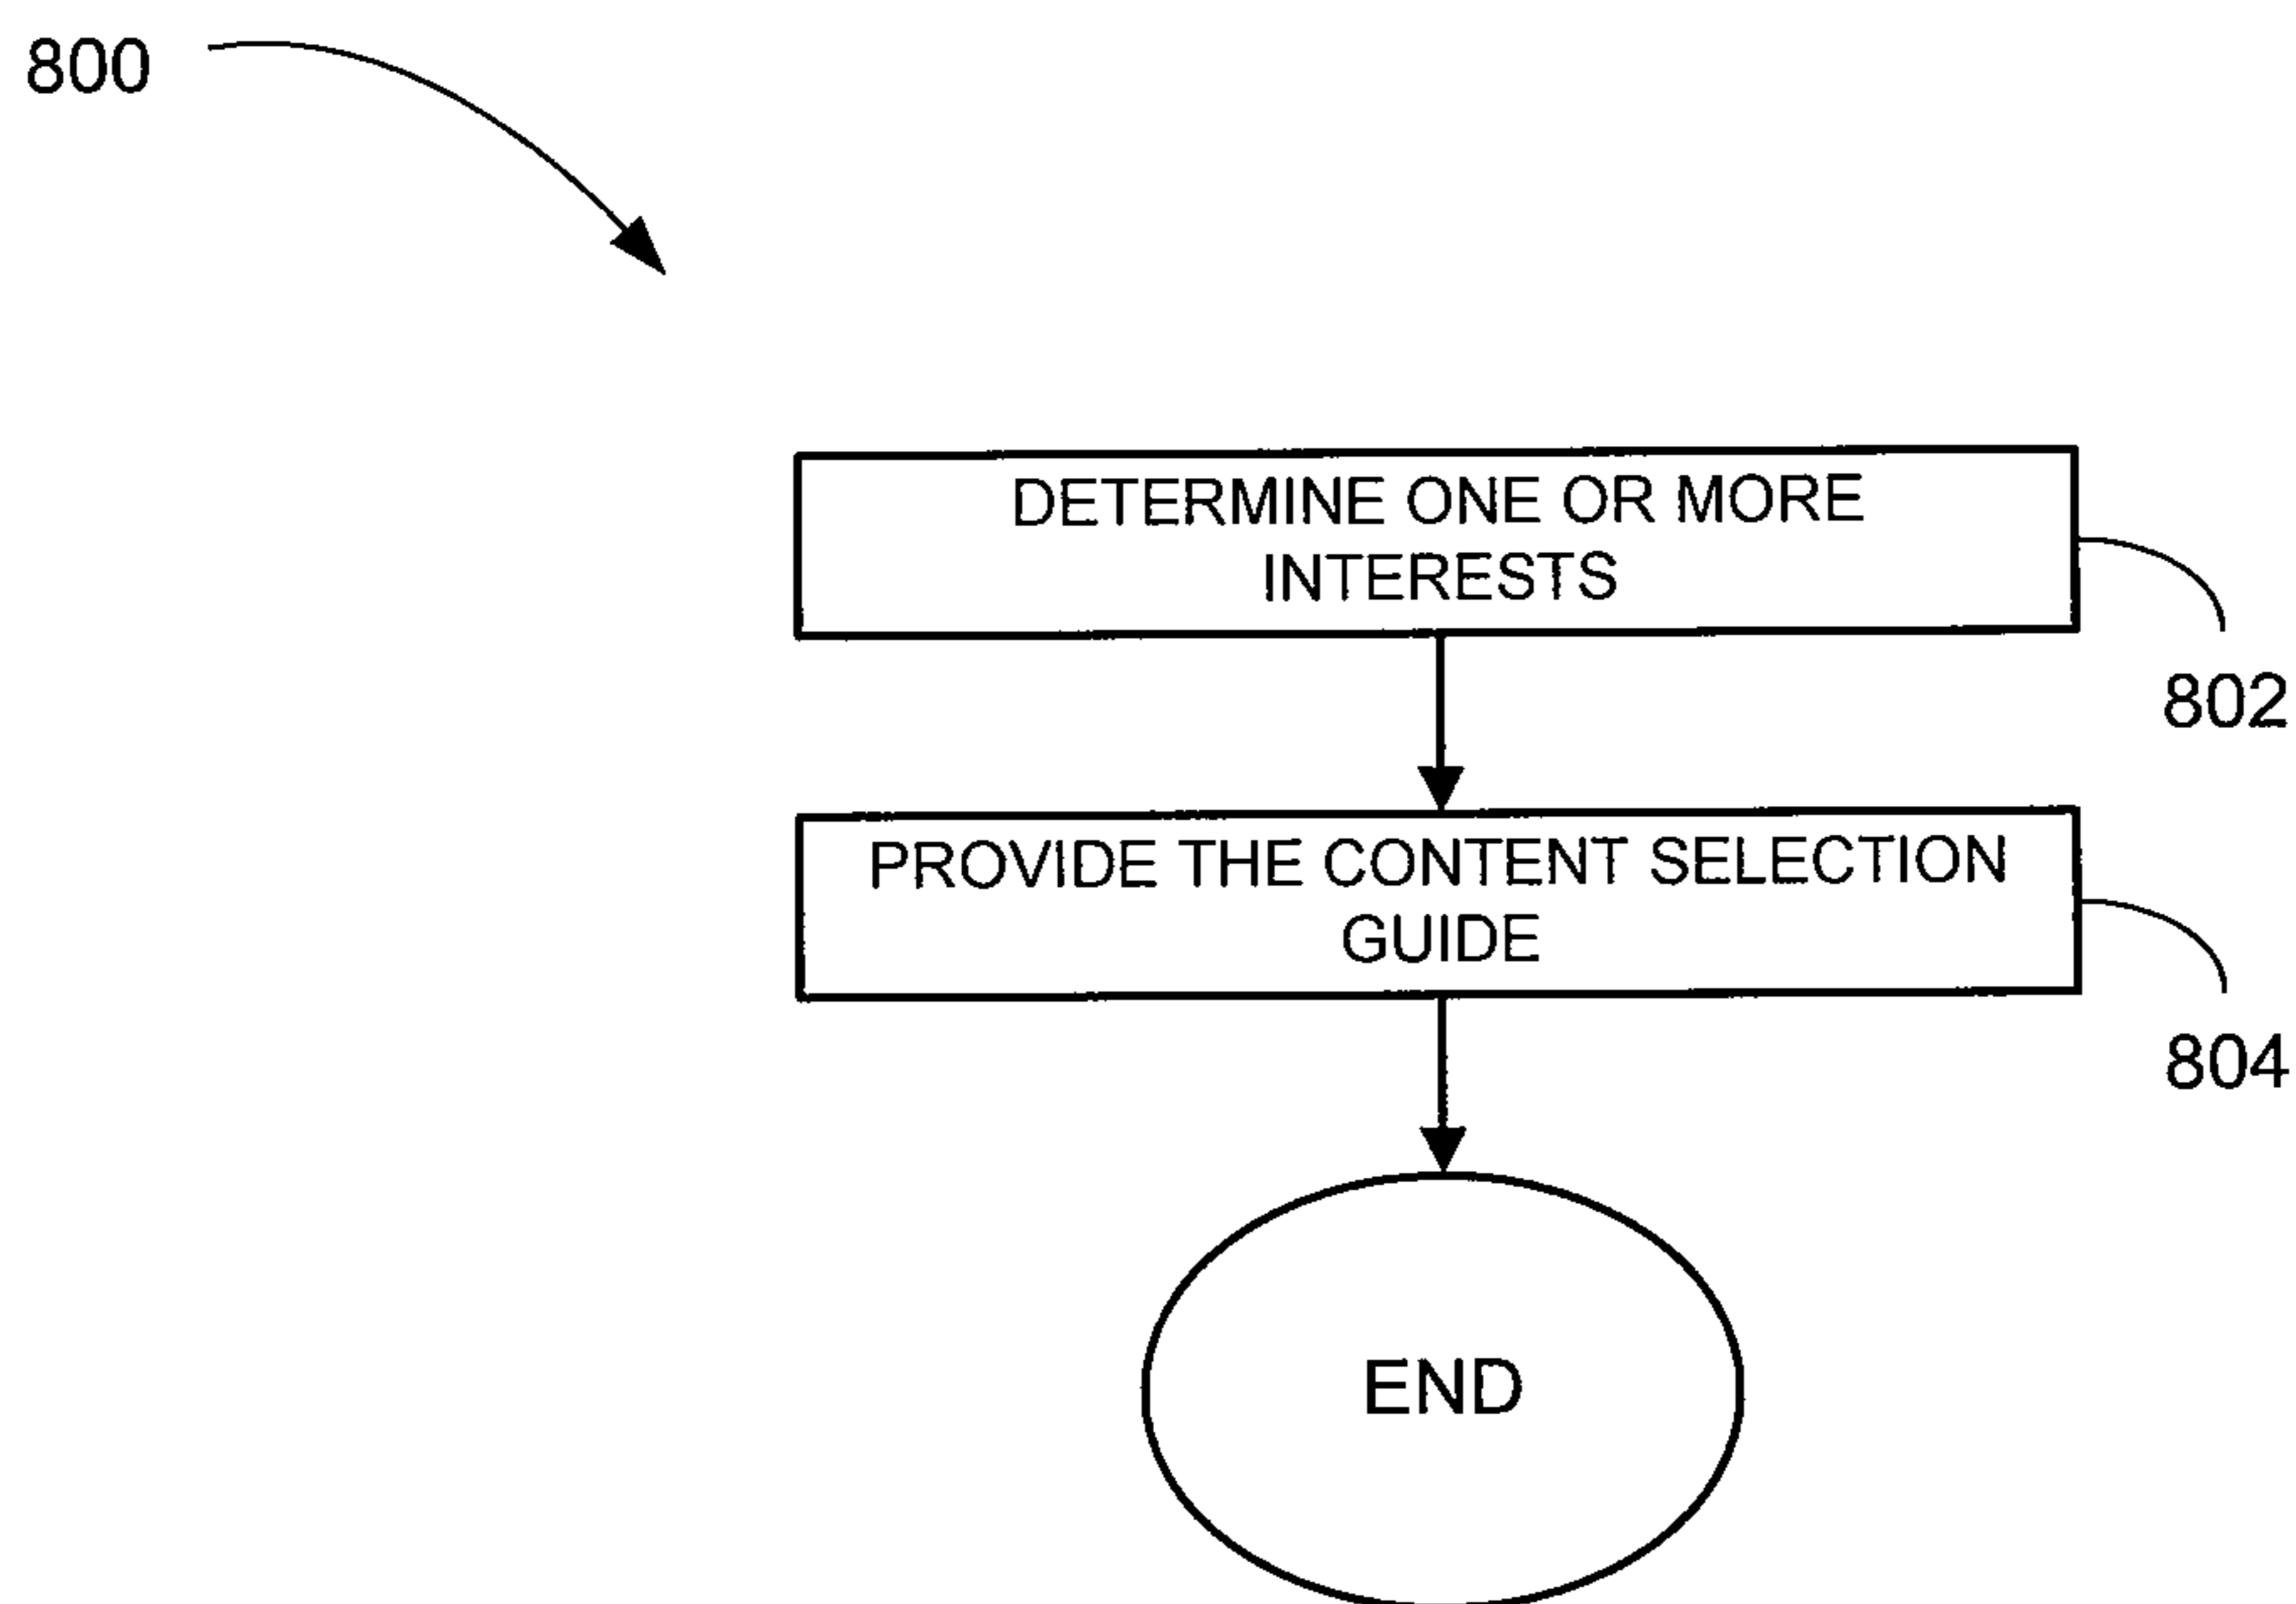 800
DETERMINE ONE OR MORE
INTERESTS
802
PROVIDE THE CONTENT SELECTION
GUIDE
804
END